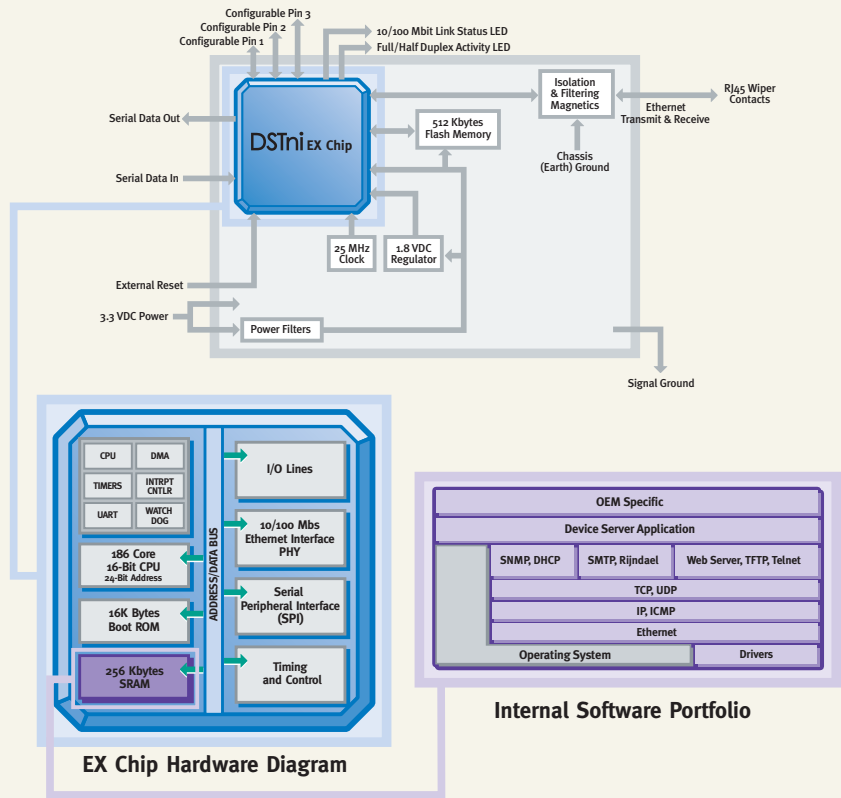 Configurable Pin 3
Configurable Pin 2
Configurable Pin 1
10/100 Mbit Link Status LED
Full/Half Duplex Activity LED
Isolation
& Filtering
Magnetics
RJ45 Wiper
Contacts
Ethernet
Transmit & Receive
Serial Data Out
DSTni EX Chip
512 Kbytes
Flash Memory
Chassis
(Earth) Ground
Serial Data In
25 MHz
Clock
1.8 VDC
Regulator
External Reset
3.3 VDC Power
Power Filters
Signal Ground
CPU
DMA
TIMERS
INTRPT
CNTLR
UART
WATCH
DOG
186 Core
16-Bit CPU
24-Bit Address
16K Bytes
Boot ROM
256 Kbytes
SRAM
ADDRESS/DATA BUS
I/O Lines
10/100 Mbs
Ethernet Interface
PHY
Serial
Peripheral Interface
(SPI)
Timing
and Control
EX Chip Hardware Diagram
OEM Specific
Device Server Application
SNMP, DHCP
SMTP, Rijndael
Web Server, TFTP, Telnet
TCP, UDP
IP, ICMP
Ethernet
Operating System
Drivers
Internal Software Portfolio